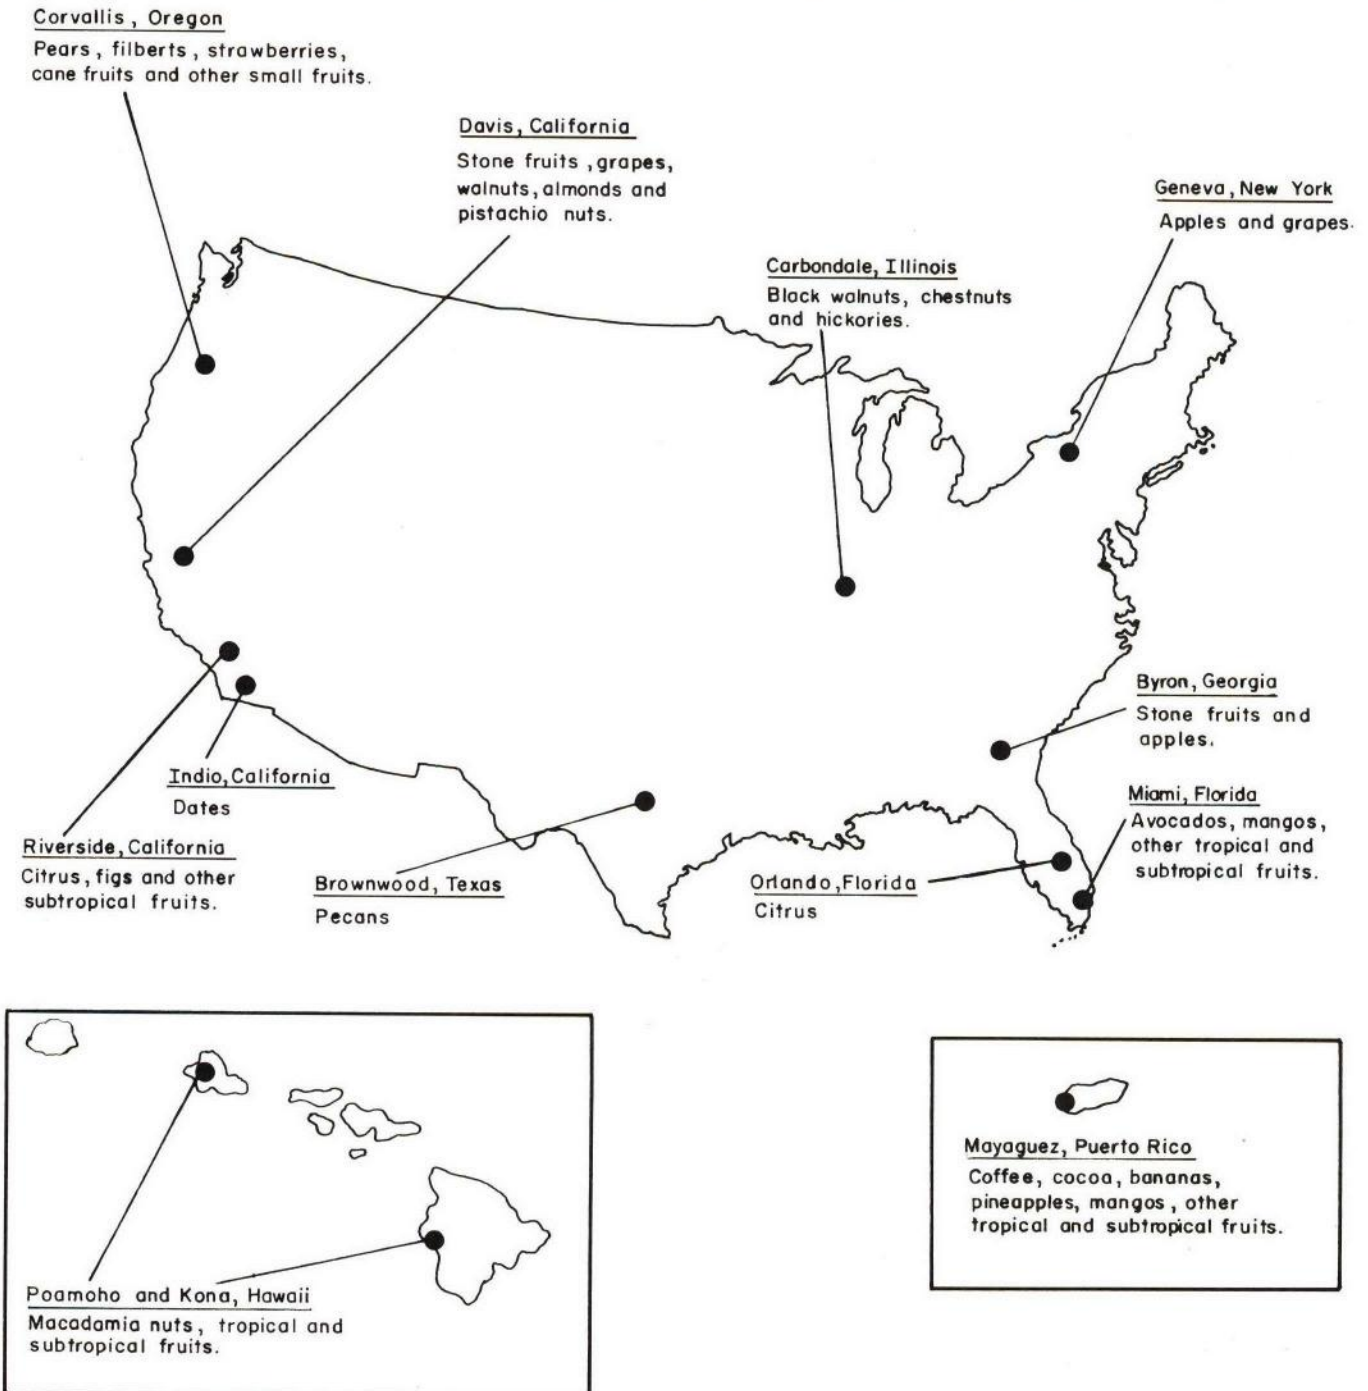 Corvallis, Oregon
Pears, filberts, strawberries,
cane fruits and other small fruits.
Davis, California
Stone fruits, grapes,
walnuts, almonds and
pistachio nuts.
Geneva, New York
Apples and grapes.
Carbondale, Illinois
Black walnuts, chestnuts
and hickories.
Byron, Georgia
Stone fruits and
apples.
Indio, California
Dates
Miami, Florida
Avocados, mangos,
other tropical and
subtropical fruits.
Riverside, California
Citrus, figs and other
subtropical fruits.
Brownwood, Texas
Pecans
Orlando, Florida
Citrus
Poamoho and Kona, Hawaii
Macadamia nuts, tropical and
subtropical fruits.
Mayaguez, Puerto Rico
Coffee, cocoa, bananas,
pineapples, mangos, other
tropical and subtropical fruits.